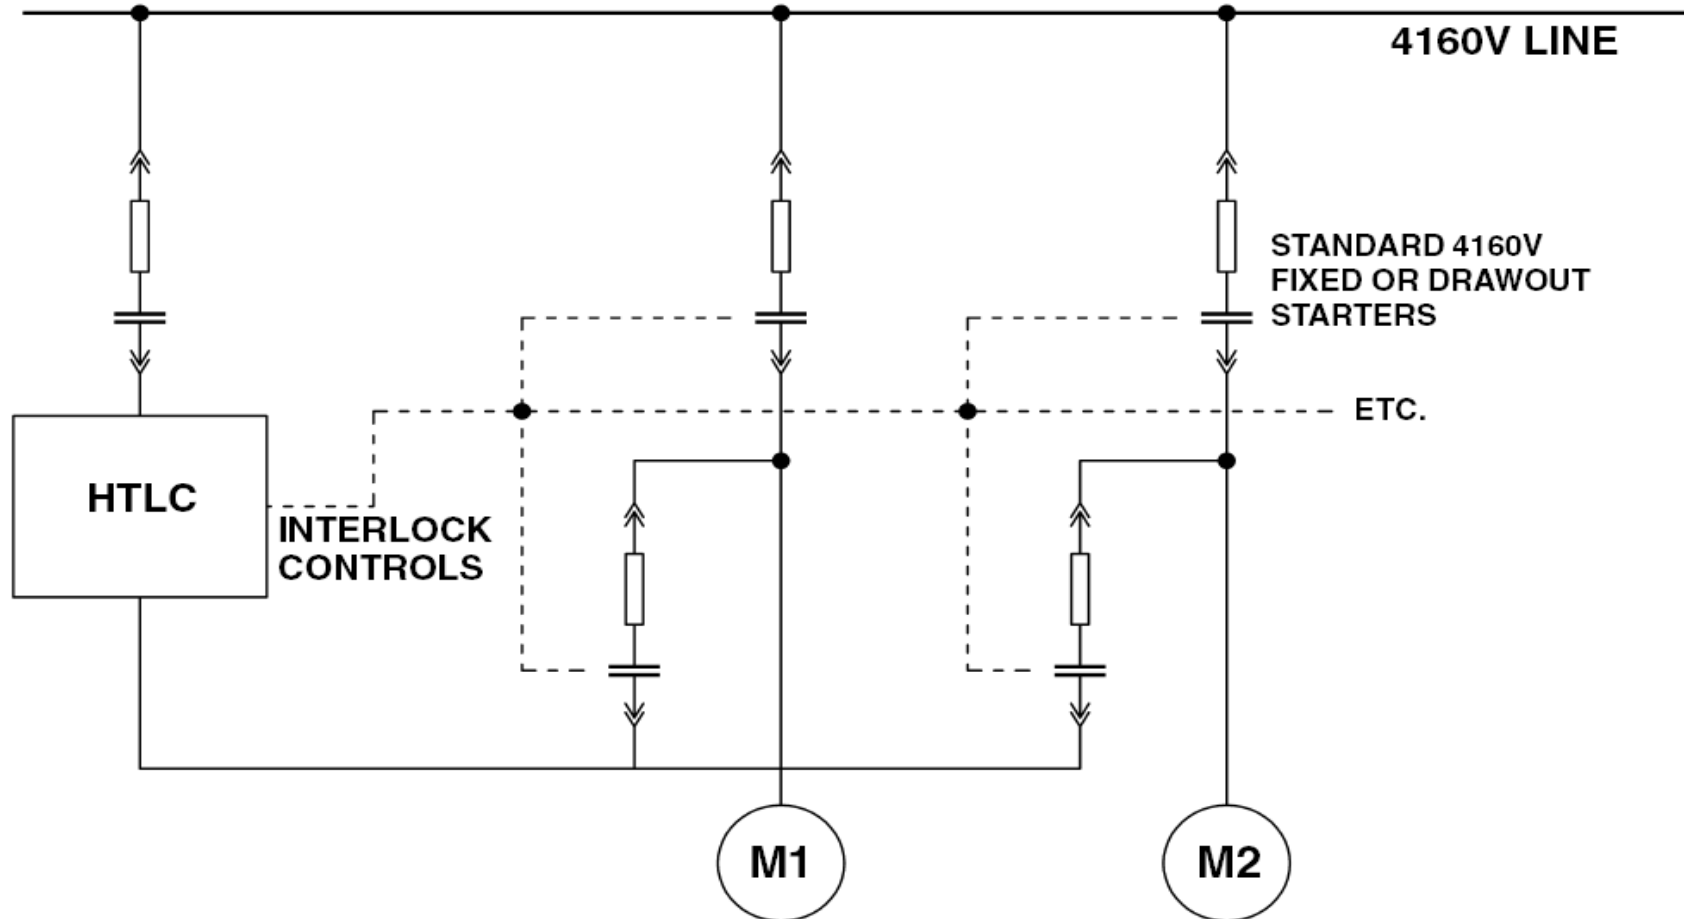 4160V LINE
STANDARD 4160V
FIXED OR DRAWOUT
STARTERS
ETC.
HTLC
INTERLOCK
CONTROLS
M1
M2